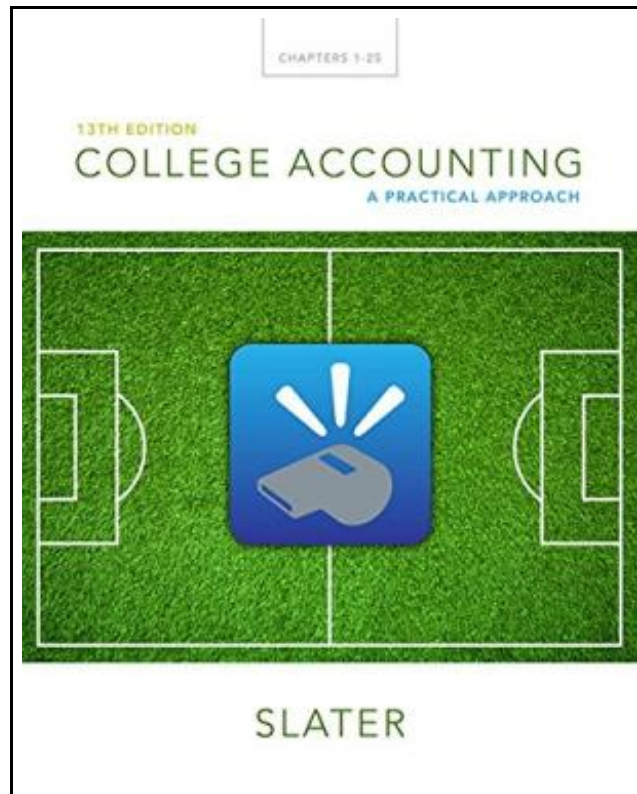 CHAPTERS 1-25
13TH EDITION
COLLEGE ACCOUNTING
A PRACTICAL APPROACH
SLATER